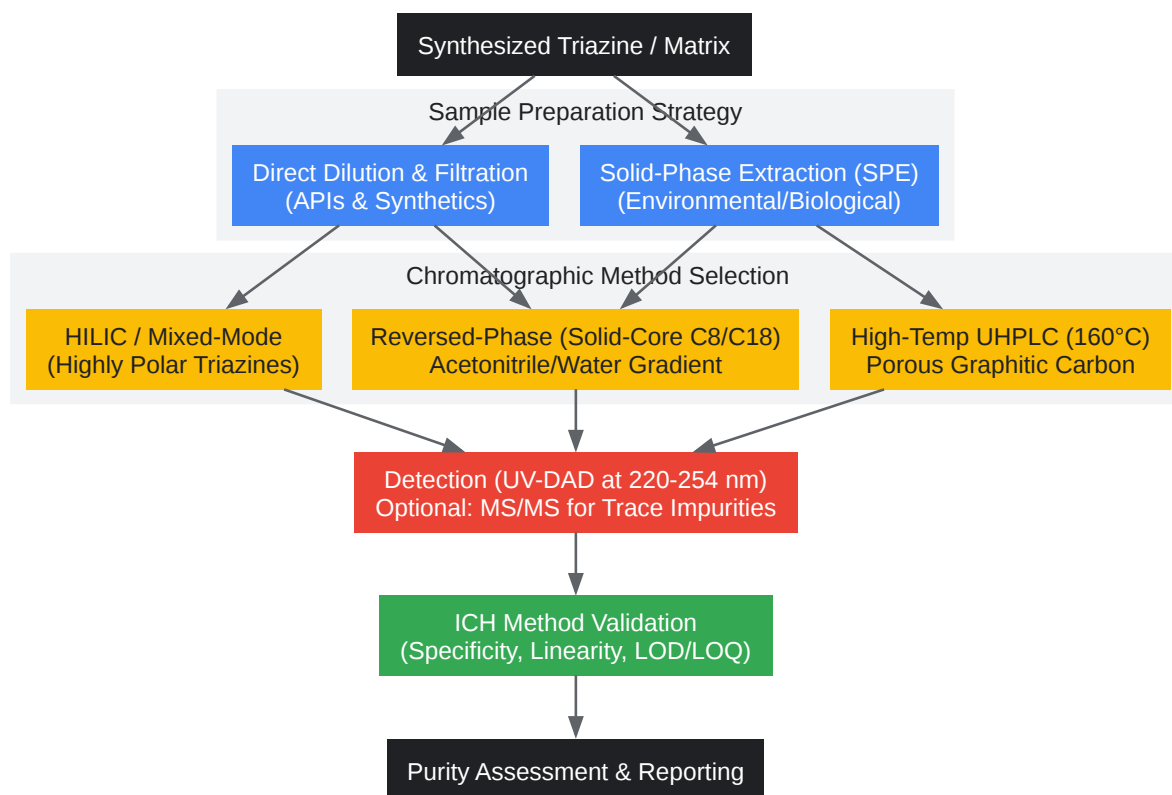 Synthesized Triazine / Matrix
Sample Preparation Strategy
Direct Dilution & Filtration
(APIs & Synthetics)
Solid-Phase Extraction (SPE)
(Environmental/Biological)
Chromatographic Method Selection
HILIC / Mixed-Mode
(Highly Polar Triazines)
Reversed-Phase (Solid-Core C8/C18)
Acetonitrile/Water Gradient
High-Temp UHPLC (160°C)
Porous Graphitic Carbon
Detection (UV-DAD at 220-254 nm)
Optional: MS/MS for Trace Impurities
ICH Method Validation
(Specificity, Linearity, LOD/LOQ)
Purity Assessment & Reporting